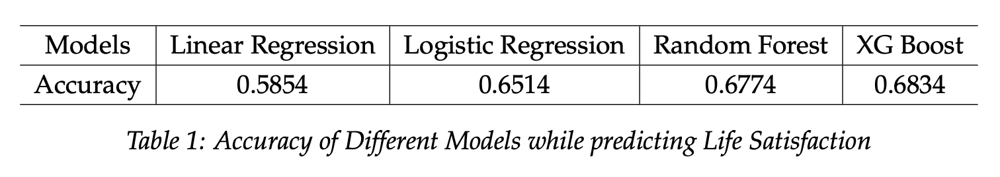 Models Linear Regression Logistic Regression Random Forest XG Boost
Accuracy 0.5854 0.6514 0.6774 0.6834
Table 1: Accuracy of Different Models while predicting Life Satisfaction